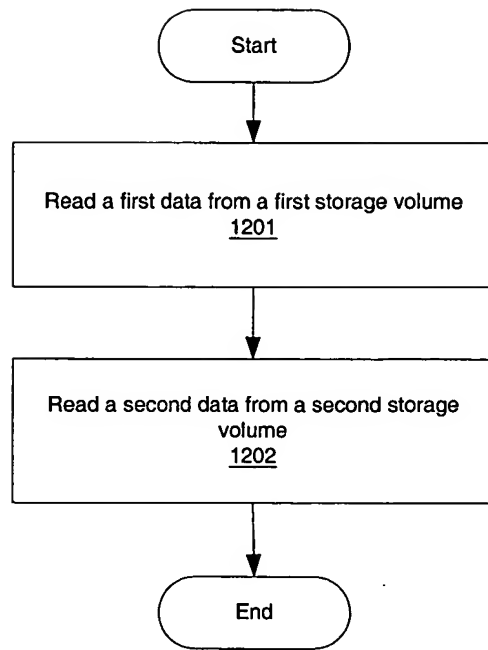 Start
Read a first data from a first storage volume
1201
Read a second data from a second storage
volume
1202
End